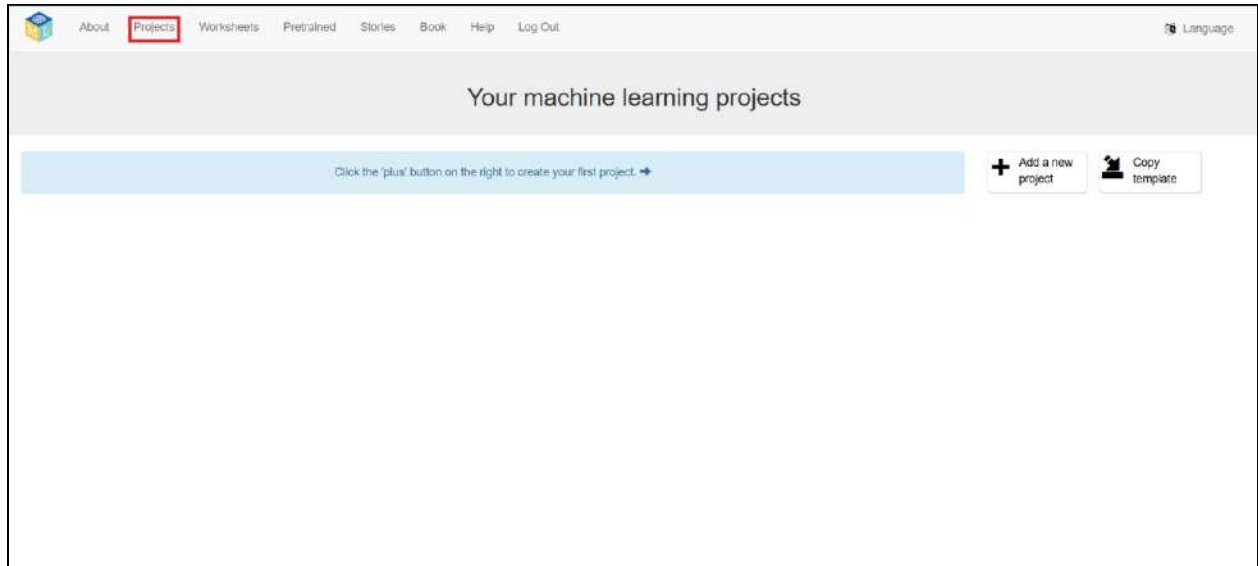 About Projects Worksheets Pretrained Stories Book Help Log Out Language
Your machine learning projects
Click the 'plus' button on the right to create your first project.
Add a new
project
Copy
template